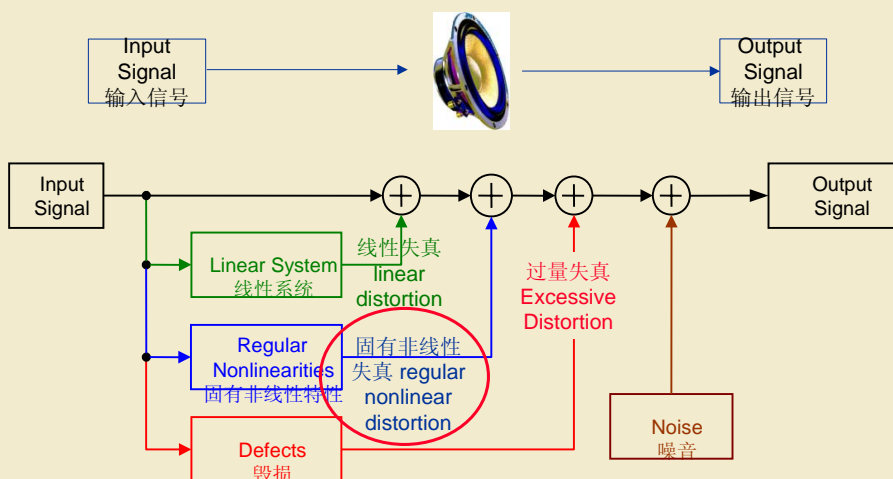 Input
Signal
输入信号
Output
Signal
输出信号
Input
Signal
Output
Signal
Linear System
线性系统
线性失真
linear
distortion
过量失真
Excessive
Distortion
Regular
Nonlinearities
固有非线性特性
固有非线性
失真 regular
nonlinear
distortion
Defects
毁损
Noise
噪音